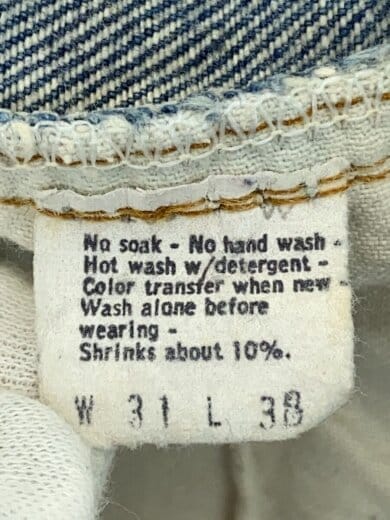 No soak - No hand wash -
Hot wash w/detergent -
Color transfer when new -
Wash alone before
wearing -
Shrinks about 10%.
W 31 L 38